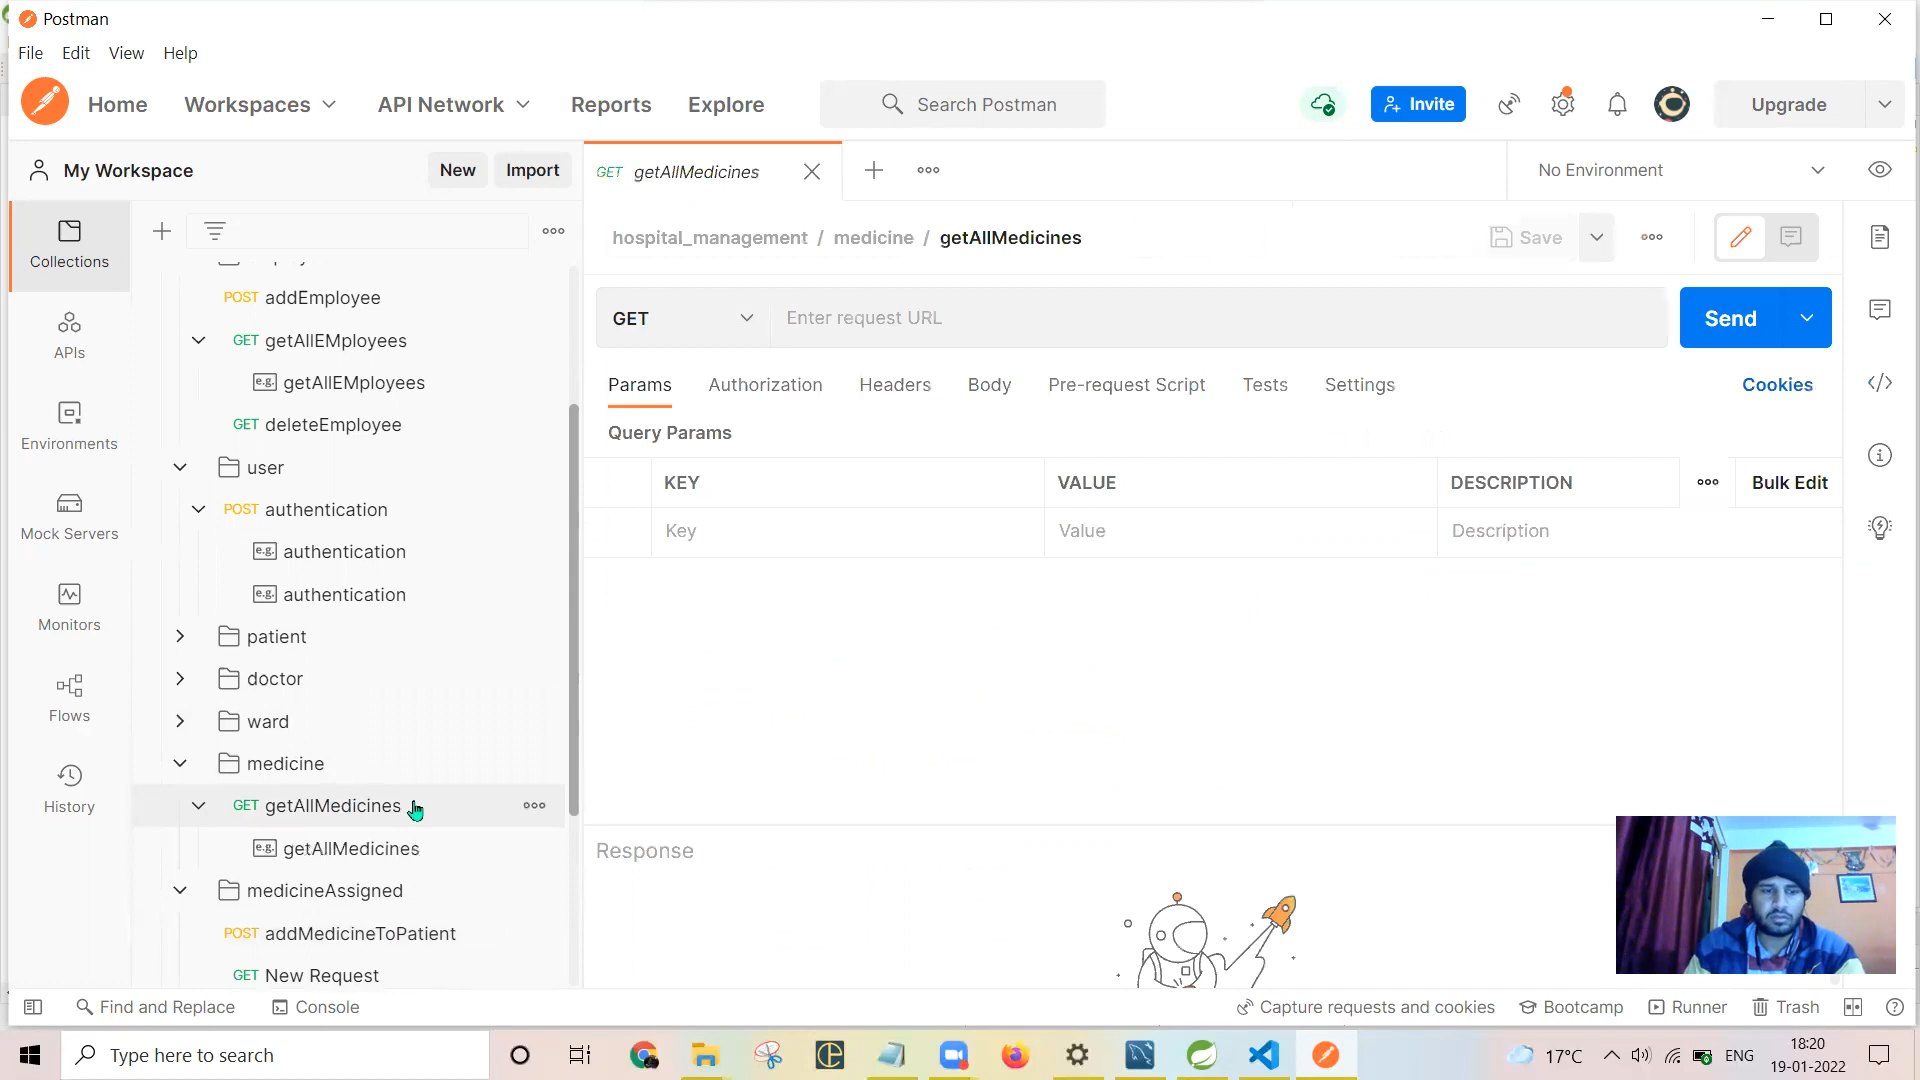 Postman
File Edit View Help
Home Workspaces API Network Reports Explore Search Postman Invite Upgrade
My Workspace New Import GET getAllMedicines No Environment
Collections
hospital_management / medicine / getAllMedicines Save
POST addEmployee
GET Enter request URL Send
APIs
GET getAllEMployees
e.g. getAllEMployees
Params Authorization Headers Body Pre-request Script Tests Settings Cookies
Environments
GET deleteEmployee
Query Params
user
KEY VALUE DESCRIPTION Bulk Edit
Mock Servers
POST authentication
Key Value Description
e.g. authentication
e.g. authentication
Monitors
patient
doctor
Flows
ward
medicine
History
GET getAllMedicines
e.g. getAllMedicines
Response
medicineAssigned
POST addMedicineToPatient
GET New Request
Find and Replace Console Capture requests and cookies Bootcamp Runner Trash
Type here to search 17°C ENG 18:20
19-01-2022